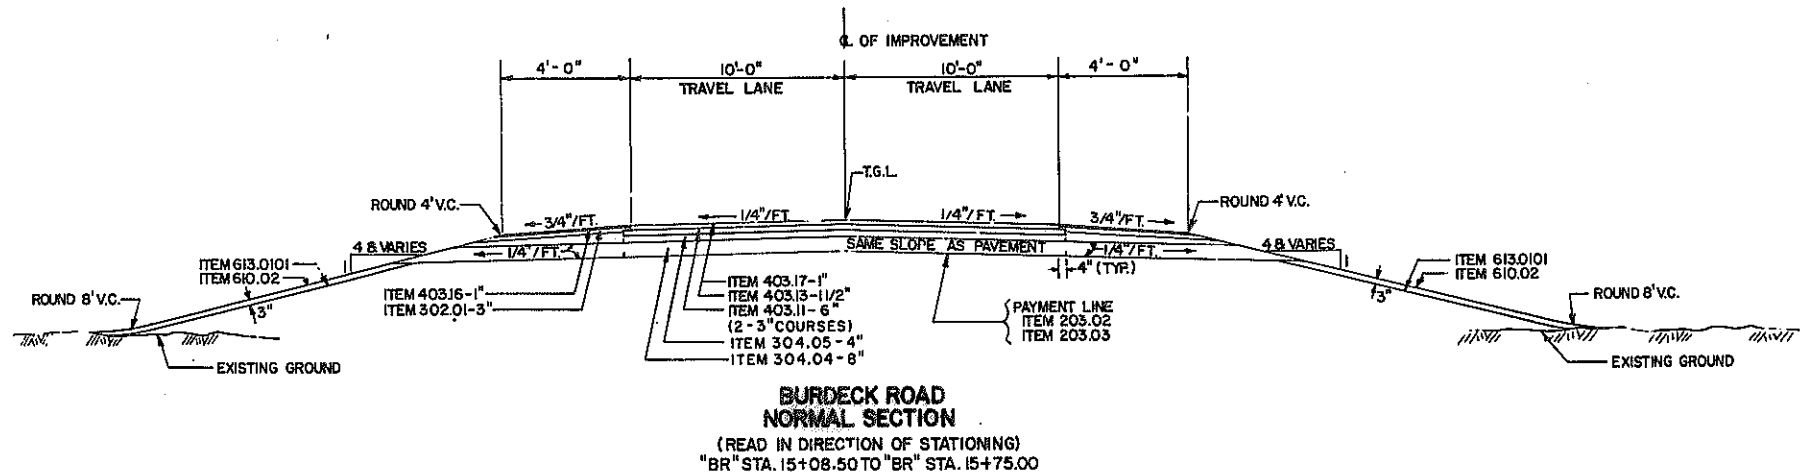 ℄ OF IMPROVEMENT
4'-0" 10'-0" 10'-0" 4'-0"
TRAVEL LANE TRAVEL LANE
T.G.L.
ROUND 4' V.C. ROUND 4' V.C.
3/4"/FT. 1/4"/FT. 1/4"/FT. 3/4"/FT.
4 & VARIES SAME SLOPE AS PAVEMENT 4 & VARIES
1 1/4"/FT. 1/4"/FT. 1
ITEM 613.0101 4" (TYP.) ITEM 613.0101
ITEM 610.02 ITEM 610.02
ITEM 403.16-1" ITEM 403.17-1"
ITEM 302.01-3" ITEM 403.13-1 1/2"
ROUND 8' V.C. 3" 3" ROUND 8' V.C.
ITEM 403.11-6" PAYMENT LINE
(2-3" COURSES) ITEM 203.02
ITEM 304.05-4" ITEM 203.03
ITEM 304.04-8"
EXISTING GROUND EXISTING GROUND
BURDECK ROAD
NORMAL SECTION
(READ IN DIRECTION OF STATIONING)
"BR" STA. 15+08.50 TO "BR" STA. 15+75.00